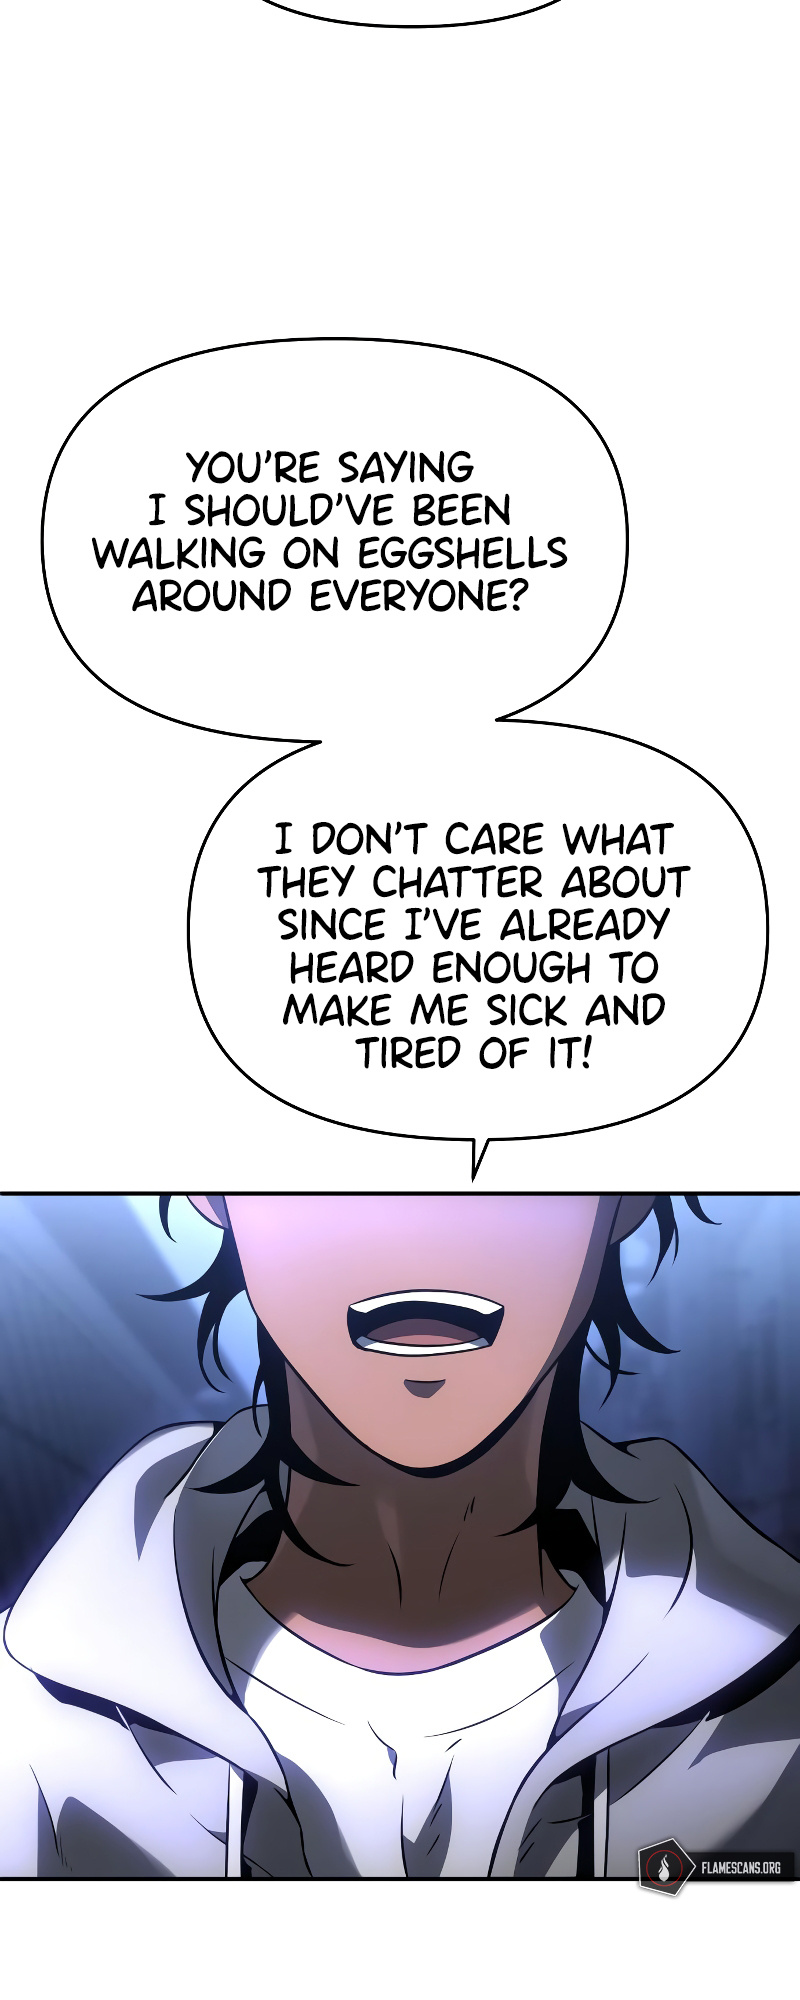 YOU'RE SAYING
I SHOULD'VE BEEN
WALKING ON EGGSHELLS
AROUND EVERYONE?
I DON'T CARE WHAT
THEY CHATTER ABOUT
SINCE I'VE ALREADY
HEARD ENOUGH TO
MAKE ME SICK AND
TIRED OF IT!
FLAMESCANS.ORG